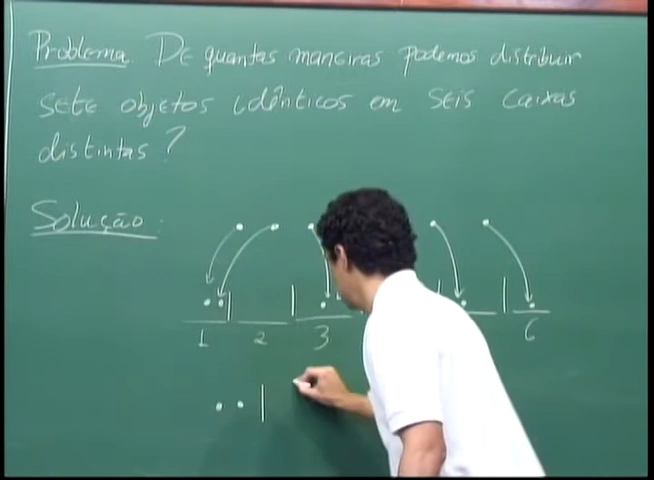 Problema. De quantas maneiras podemos distribuir
sete objetos idênticos em seis caixas
distintas?
Solução:
1 2 3 6